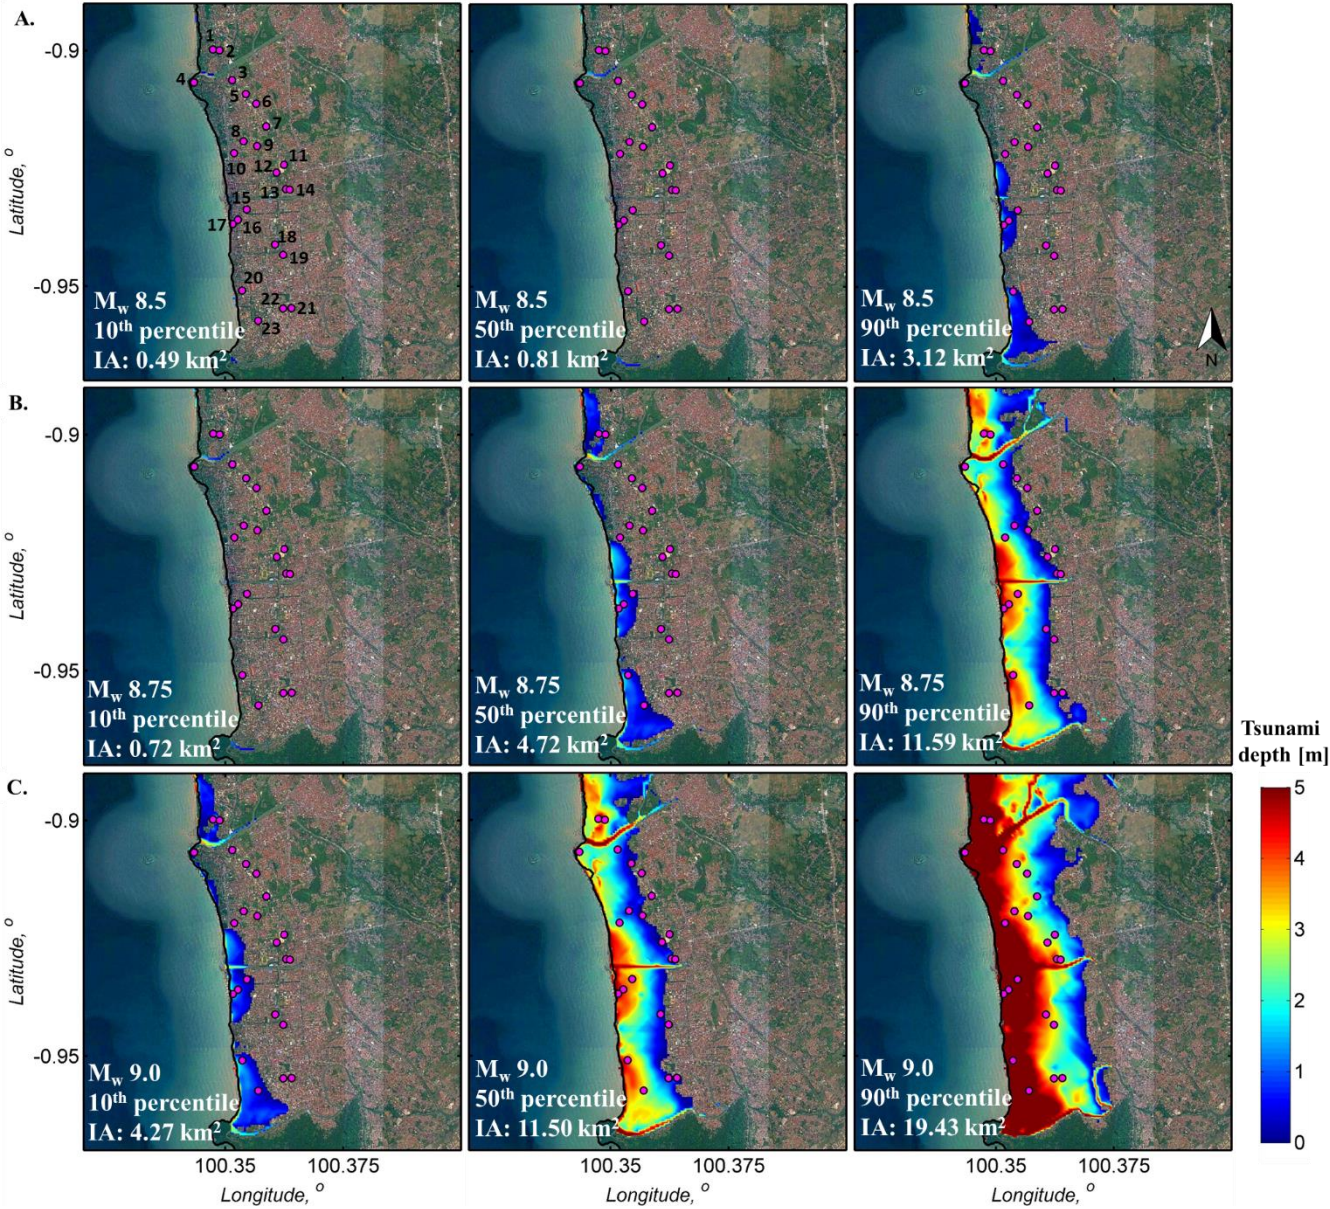 A.
-0.9
-0.95
Latitude, °
1
2
3
4
5
6
7
8
9
10
11
12
13
14
15
16
17
18
19
20
21
22
23
Mw 8.5
10th percentile
IA: 0.49 km²
Mw 8.5
50th percentile
IA: 0.81 km²
Mw 8.5
90th percentile
IA: 3.12 km²
N
B.
-0.9
-0.95
Latitude, °
Mw 8.75
10th percentile
IA: 0.72 km²
Mw 8.75
50th percentile
IA: 4.72 km²
Mw 8.75
90th percentile
IA: 11.59 km²
Tsunami
depth [m]
5
4
3
2
1
0
C.
-0.9
-0.95
Latitude, °
Mw 9.0
10th percentile
IA: 4.27 km²
Mw 9.0
50th percentile
IA: 11.50 km²
Mw 9.0
90th percentile
IA: 19.43 km²
100.35 100.375
Longitude, °
100.35 100.375
Longitude, °
100.35 100.375
Longitude, °